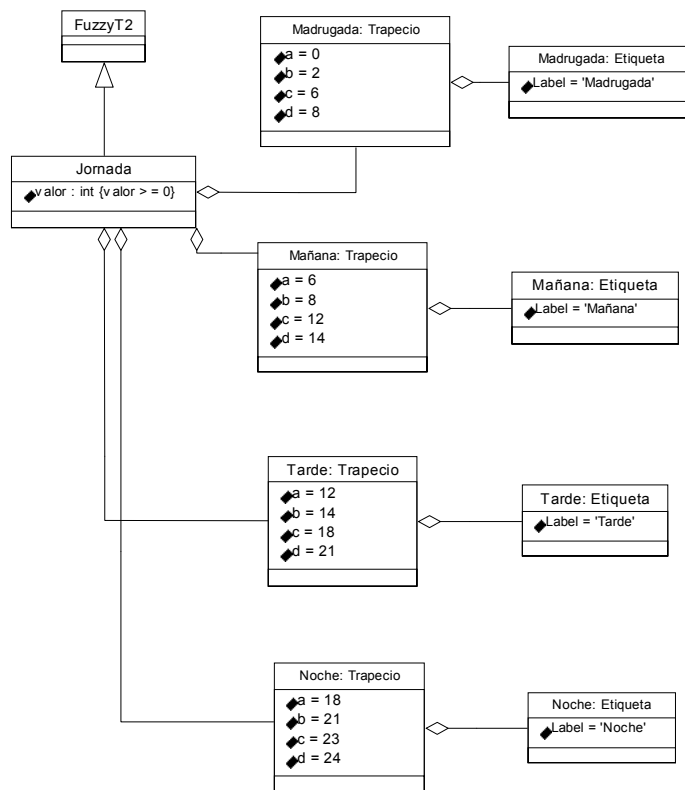 FuzzyT2
Madrugada: Trapecio
a = 0
b = 2
c = 6
d = 8
Madrugada: Etiqueta
Label = 'Madrugada'
Jornada
valor : int {valor > = 0}
Mañana: Trapecio
a = 6
b = 8
c = 12
d = 14
Mañana: Etiqueta
Label = 'Mañana'
Tarde: Trapecio
a = 12
b = 14
c = 18
d = 21
Tarde: Etiqueta
Label = 'Tarde'
Noche: Trapecio
a = 18
b = 21
c = 23
d = 24
Noche: Etiqueta
Label = 'Noche'